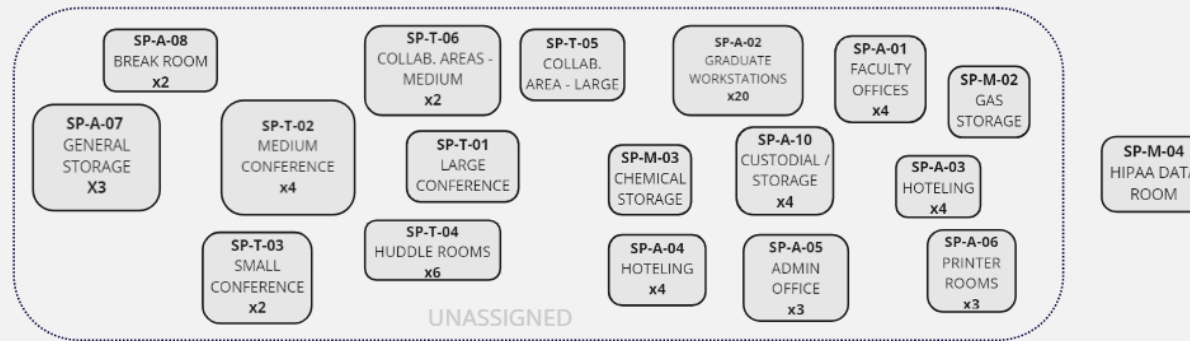 SP-A-08
BREAK ROOM
x2
SP-T-06
COLLAB. AREAS -
MEDIUM
x2
SP-T-05
COLLAB.
AREA - LARGE
SP-A-02
GRADUATE
WORKSTATIONS
x20
SP-A-01
FACULTY
OFFICES
x4
SP-M-02
GAS
STORAGE
SP-A-07
GENERAL
STORAGE
X3
SP-T-02
MEDIUM
CONFERENCE
x4
SP-T-01
LARGE
CONFERENCE
SP-M-03
CHEMICAL
STORAGE
SP-A-10
CUSTODIAL /
STORAGE
x4
SP-A-03
HOTELING
x4
SP-M-04
HIPAA DATA
ROOM
SP-T-03
SMALL
CONFERENCE
x2
SP-T-04
HUDDLE ROOMS
x6
SP-A-04
HOTELING
x4
SP-A-05
ADMIN
OFFICE
x3
SP-A-06
PRINTER
ROOMS
x3
UNASSIGNED